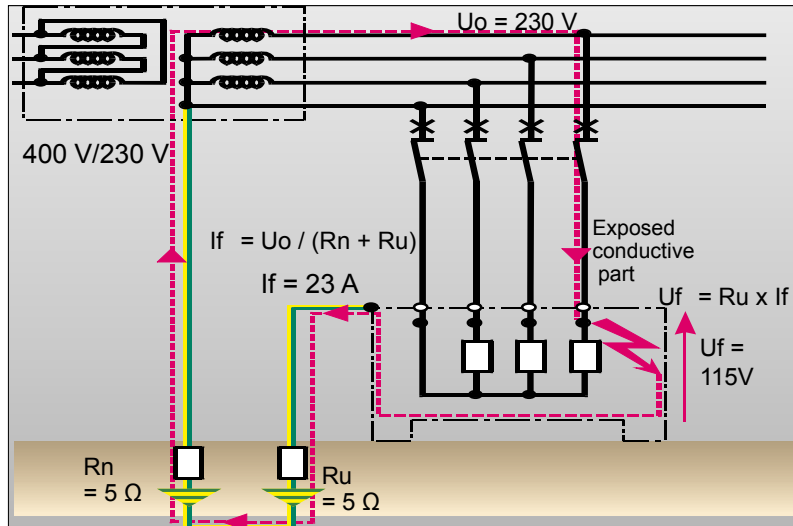 Uo = 230 V
400 V/230 V
If = Uo / (Rn + Ru)
If = 23 A
Exposed
conductive
part
Uf = Ru x If
Uf =
115V
Rn
= 5 Ω
Ru
= 5 Ω